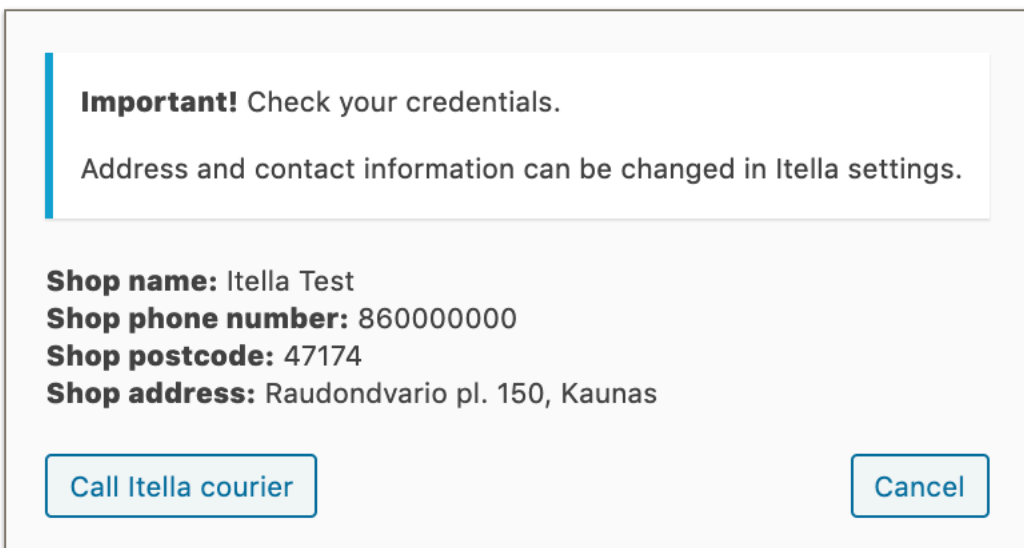 Important! Check your credentials.
Address and contact information can be changed in Itella settings.
Shop name: Itella Test
Shop phone number: 860000000
Shop postcode: 47174
Shop address: Raudondvario pl. 150, Kaunas
Call Itella courier
Cancel